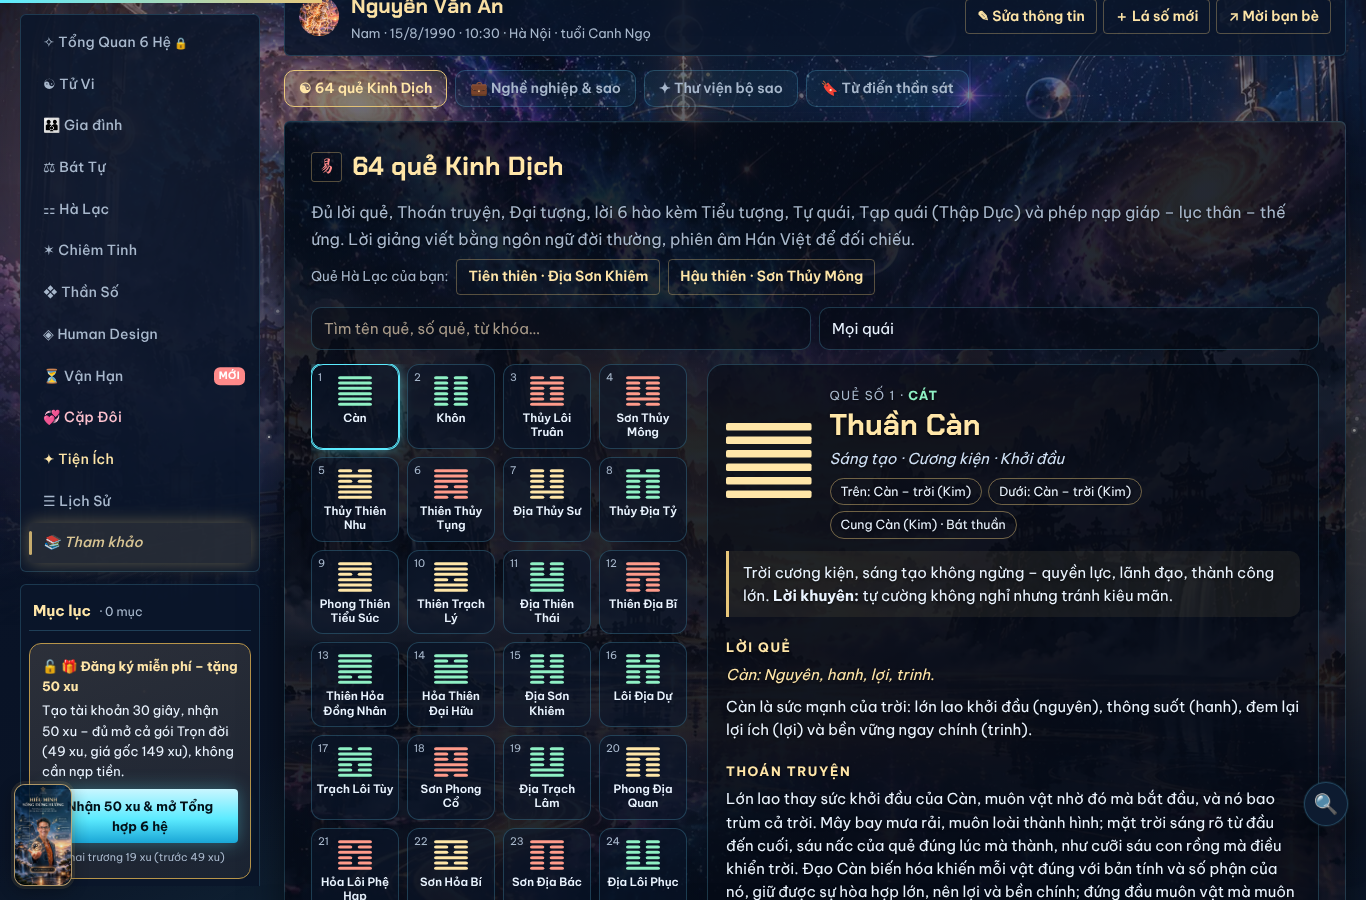 Nguyễn Văn An
Nam · 15/8/1990 · 10:30 · Hà Nội · tuổi Canh Ngọ
✎ Sửa thông tin
+ Lá số mới
↗ Mời bạn bè
✧ Tổng Quan 6 Hệ 🔒
☯ Tử Vi
👪 Gia đình
⚖ Bát Tự
⚏ Hà Lạc
✶ Chiêm Tinh
❖ Thần Số
◈ Human Design
⏳ Vận Hạn
MỚI
💞 Cặp Đôi
✦ Tiện Ích
☰ Lịch Sử
📚 Tham khảo
Mục lục · 0 mục
🔓 🎁 Đăng ký miễn phí – tặng
50 xu
Tạo tài khoản 30 giây, nhận
50 xu – đủ mở cả gói Trọn đời
(49 xu, giá gốc 149 xu), không
cần nạp tiền.
Nhận 50 xu & mở Tổng
hợp 6 hệ
trương 19 xu (trước 49 xu)
HIỂU MÌNH
☯ 64 quẻ Kinh Dịch
💼 Nghề nghiệp & sao
✦ Thư viện bộ sao
🔖 Từ điển thần sát
64 quẻ Kinh Dịch
Đủ lời quẻ, Thoán truyện, Đại tượng, lời 6 hào kèm Tiểu tượng, Tự quái, Tạp quái (Thập Dực) và phép nạp giáp – lục thân – thế
ứng. Lời giảng viết bằng ngôn ngữ đời thường, phiên âm Hán Việt để đối chiếu.
Quẻ Hà Lạc của bạn:
Tiên thiên · Địa Sơn Khiêm
Hậu thiên · Sơn Thủy Mông
Tìm tên quẻ, số quẻ, từ khóa…
Mọi quái
1
Càn
2
Khôn
3
Thủy Lôi
Truân
4
Sơn Thủy
Mông
5
Thủy Thiên
Nhu
6
Thiên Thủy
Tụng
7
Địa Thủy Sư
8
Thủy Địa Tỷ
9
Phong Thiên
Tiểu Súc
10
Thiên Trạch
Lý
11
Địa Thiên
Thái
12
Thiên Địa Bĩ
13
Thiên Hỏa
Đồng Nhân
14
Hỏa Thiên
Đại Hữu
15
Địa Sơn
Khiêm
16
Lôi Địa Dự
17
Trạch Lôi Tùy
18
Sơn Phong
Cổ
19
Địa Trạch
Lâm
20
Phong Địa
Quan
21
Hỏa Lôi Phệ
Hạp
22
Sơn Hỏa Bí
23
Sơn Địa Bác
24
Địa Lôi Phục
QUẺ SỐ 1 · CÁT
Thuần Càn
Sáng tạo · Cương kiện · Khởi đầu
Trên: Càn – trời (Kim)
Dưới: Càn – trời (Kim)
Cung Càn (Kim) · Bát thuần
Trời cương kiện, sáng tạo không ngừng – quyền lực, lãnh đạo, thành công
lớn. Lời khuyên: tự cường không nghỉ nhưng tránh kiêu mãn.
LỜI QUẺ
Càn: Nguyên, hanh, lợi, trinh.
Càn là sức mạnh của trời: lớn lao khởi đầu (nguyên), thông suốt (hanh), đem lại
lợi ích (lợi) và bền vững ngay chính (trinh).
THOÁN TRUYỆN
Lớn lao thay sức khởi đầu của Càn, muôn vật nhờ đó mà bắt đầu, và nó bao
trùm cả trời. Mây bay mưa rải, muôn loài thành hình; mặt trời sáng rõ từ đầu
đến cuối, sáu nấc của quẻ đúng lúc mà thành, như cưỡi sáu con rồng mà điều
khiển trời. Đạo Càn biến hóa khiến mỗi vật đúng với bản tính và số phận của
nó, giữ được sự hòa hợp lớn, nên lợi và bền chính; đứng đầu muôn vật mà muôn